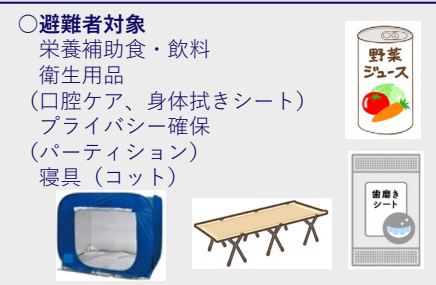 ○避難者対象
栄養補助食・飲料
衛生用品
（口腔ケア、身体拭きシート）
プライバシー確保
（パーティション）
寝具（コット）
野菜
ジュース
歯磨き
シート